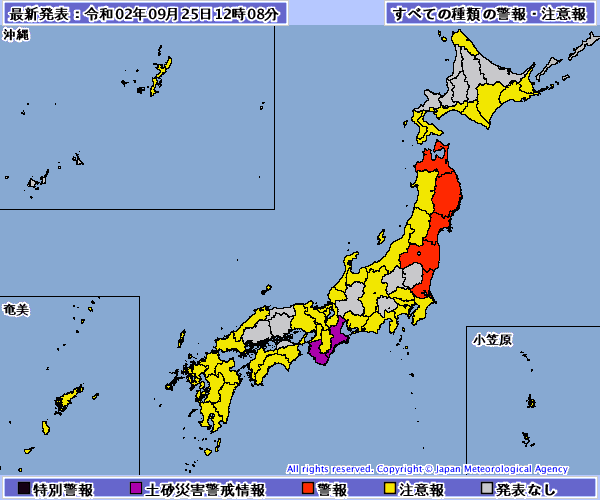 最新発表：令和02年09月25日12時08分
すべての種類の警報・注意報
沖縄
奄美
小笠原
All rights reserved. Copyright © Japan Meteorological Agency
特別警報
土砂災害警戒情報
警報
注意報
発表なし